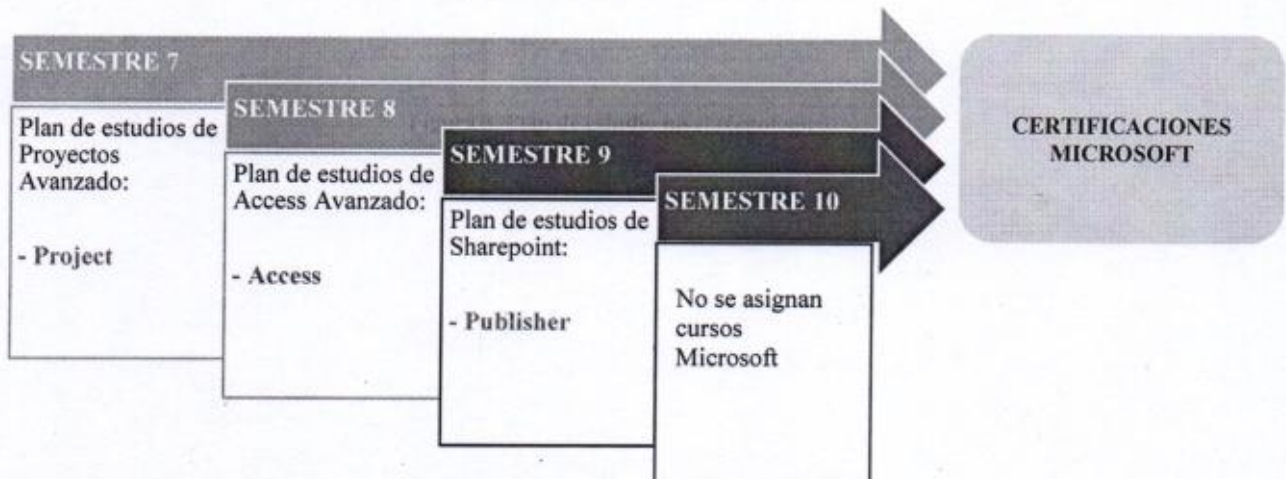 SEMESTRE 7
Plan de estudios de
Proyectos
Avanzado:
- Project
SEMESTRE 8
Plan de estudios de
Access Avanzado:
- Access
SEMESTRE 9
Plan de estudios de
Sharepoint:
- Publisher
SEMESTRE 10
No se asignan
cursos
Microsoft
CERTIFICACIONES
MICROSOFT